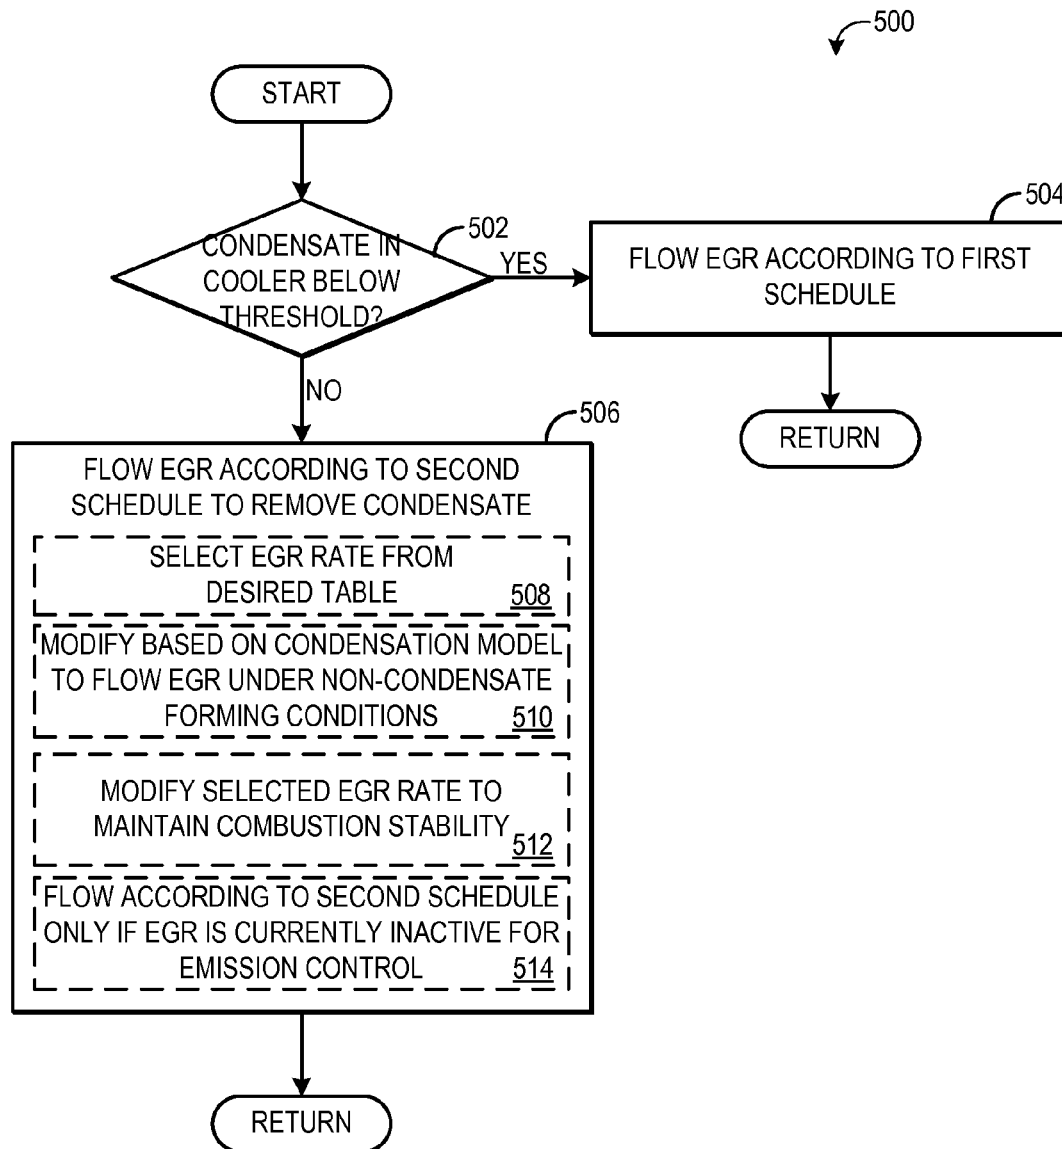 500
START
502
CONDENSATE IN
COOLER BELOW
THRESHOLD?
YES
504
FLOW EGR ACCORDING TO FIRST
SCHEDULE
RETURN
NO
506
FLOW EGR ACCORDING TO SECOND
SCHEDULE TO REMOVE CONDENSATE
SELECT EGR RATE FROM
DESIRED TABLE 508
MODIFY BASED ON CONDENSATION MODEL
TO FLOW EGR UNDER NON-CONDENSATE
FORMING CONDITIONS 510
MODIFY SELECTED EGR RATE TO
MAINTAIN COMBUSTION STABILITY
512
FLOW ACCORDING TO SECOND SCHEDULE
ONLY IF EGR IS CURRENTLY INACTIVE FOR
EMISSION CONTROL 514
RETURN